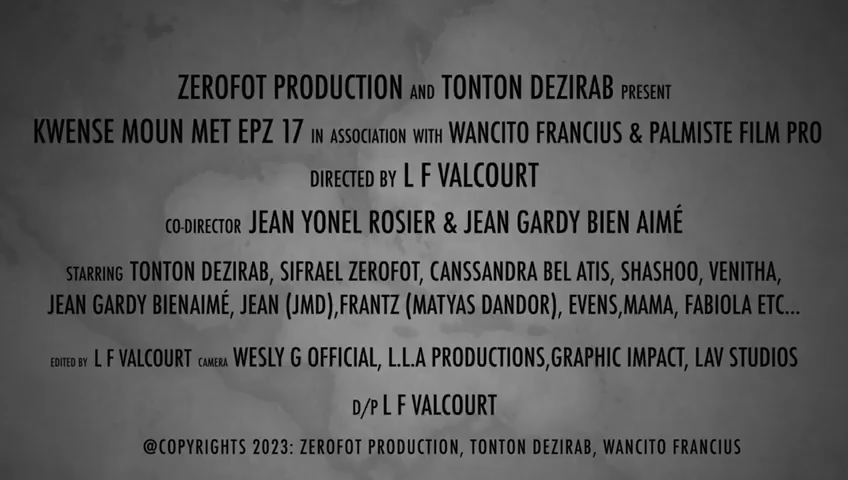 ZEROFOT PRODUCTION AND TONTON DEZIRAB PRESENT
KWENSE MOUN MET EPZ 17 IN ASSOCIATION WITH WANCITO FRANCIUS & PALMISTE FILM PRO
DIRECTED BY L F VALCOURT
CO-DIRECTOR JEAN YONEL ROSIER & JEAN GARDY BIEN AIMÉ
STARRING TONTON DEZIRAB, SIFRAEL ZEROFOT, CANSSANDRA BEL ATIS, SHASHOO, VENITHA,
JEAN GARDY BIENAIMÉ, JEAN (JMD),FRANTZ (MATYAS DANDOR), EVENS,MAMA, FABIOLA ETC...
EDITED BY L F VALCOURT CAMERA WESLY G OFFICIAL, L.L.A PRODUCTIONS,GRAPHIC IMPACT, LAV STUDIOS
D/P L F VALCOURT
@COPYRIGHTS 2023: ZEROFOT PRODUCTION, TONTON DEZIRAB, WANCITO FRANCIUS